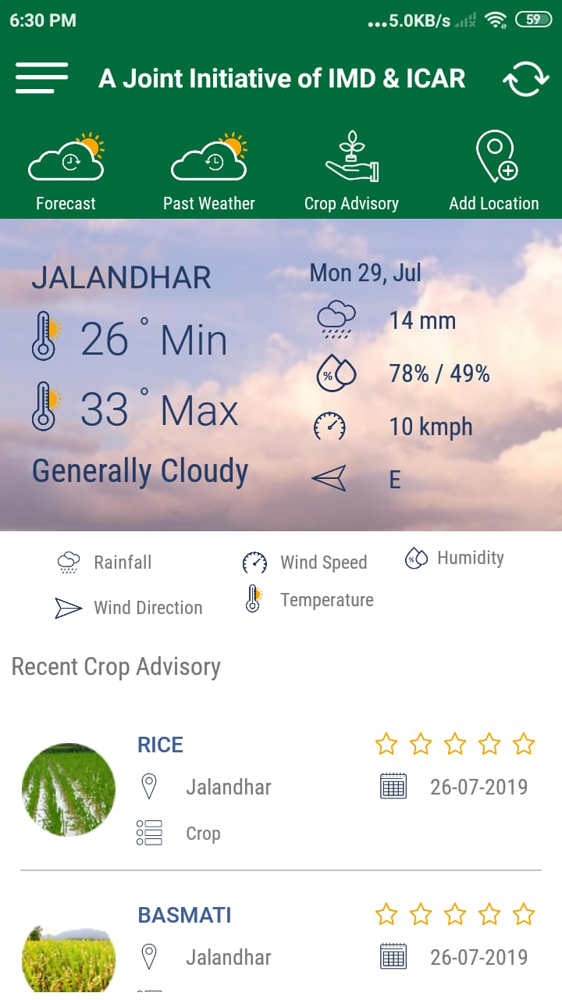 6:30 PM ...5.0KB/s 59
A Joint Initiative of IMD & ICAR
Forecast Past Weather Crop Advisory Add Location
JALANDHAR
26° Min
33° Max
Generally Cloudy
Mon 29, Jul
14 mm
% 78% / 49%
10 kmph
E
Rainfall Wind Speed % Humidity
Wind Direction Temperature
Recent Crop Advisory
RICE
Jalandhar 26-07-2019
Crop
BASMATI
Jalandhar 26-07-2019